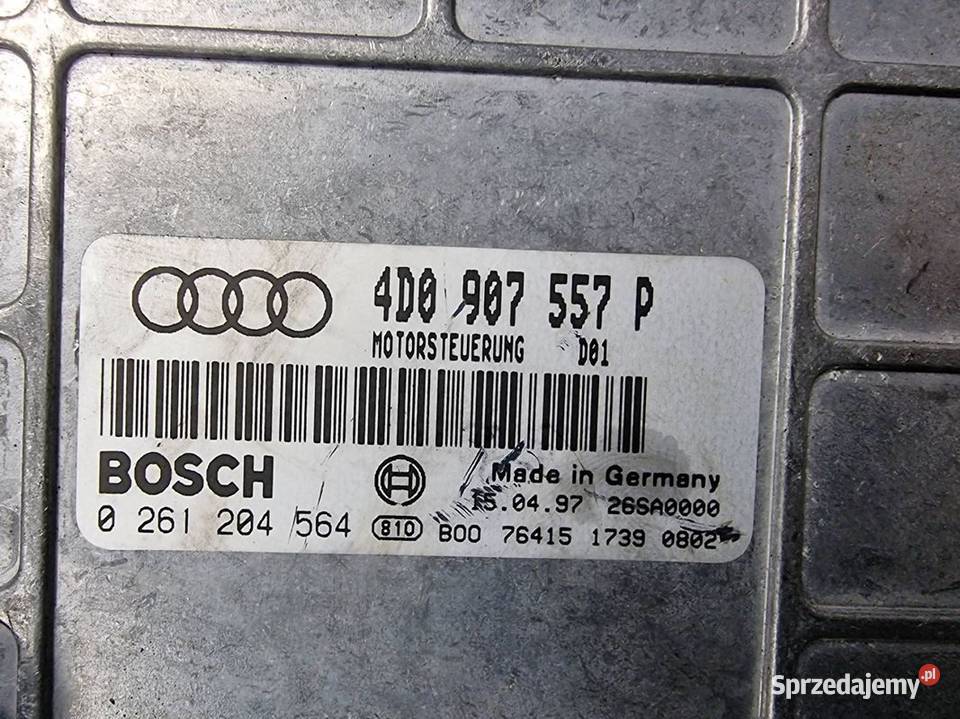 4D0 907 557 P
MOTORSTEUERUNG D01
BOSCH
Made in Germany
15.04.97 26SA0000
0 261 204 564 810 B00 76415 1739 0802
Sprzedajemy.pl